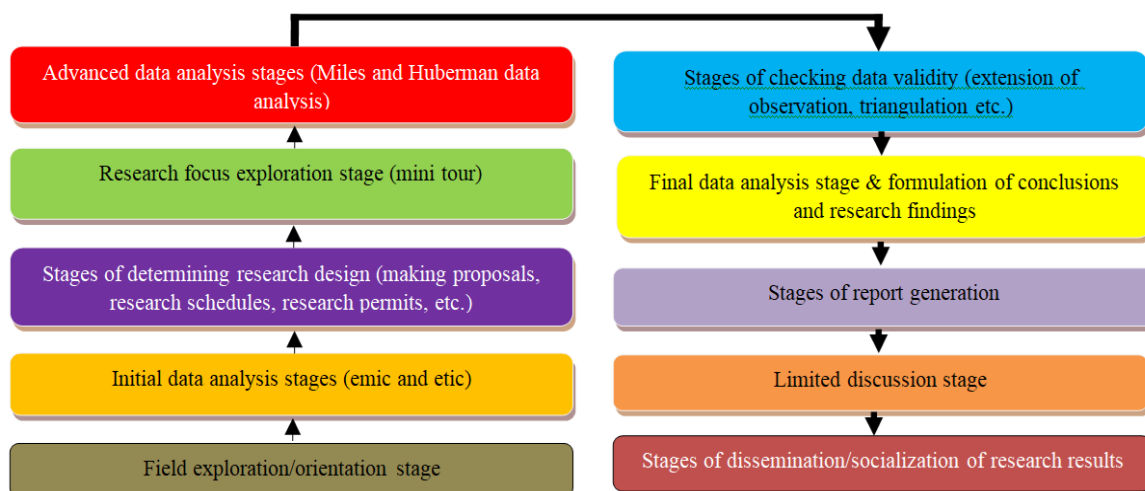 Advanced data analysis stages (Miles and Huberman data
analysis)
Research focus exploration stage (mini tour)
Stages of determining research design (making proposals,
research schedules, research permits, etc.)
Initial data analysis stages (emic and etic)
Field exploration/orientation stage
Stages of checking data validity (extension of
observation, triangulation etc.)
Final data analysis stage & formulation of conclusions
and research findings
Stages of report generation
Limited discussion stage
Stages of dissemination/socialization of research results